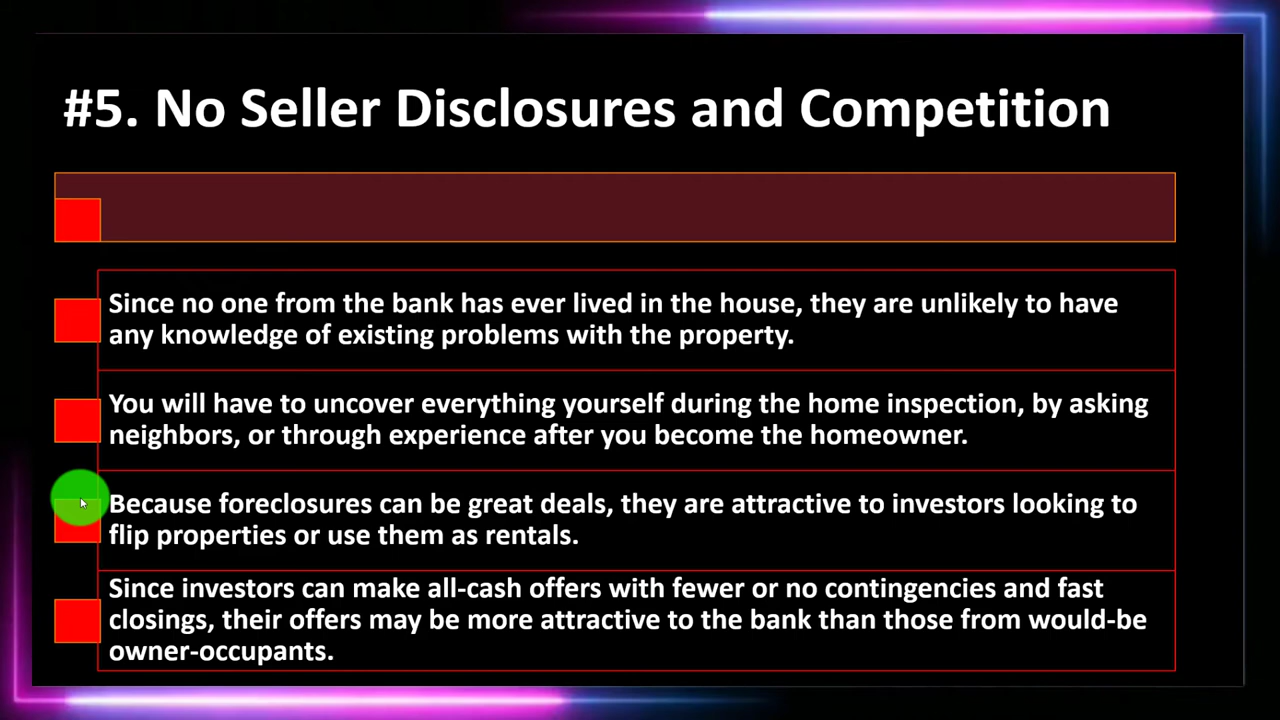 #5. No Seller Disclosures and Competition
Since no one from the bank has ever lived in the house, they are unlikely to have
any knowledge of existing problems with the property.
You will have to uncover everything yourself during the home inspection, by asking
neighbors, or through experience after you become the homeowner.
Because foreclosures can be great deals, they are attractive to investors looking to
flip properties or use them as rentals.
Since investors can make all-cash offers with fewer or no contingencies and fast
closings, their offers may be more attractive to the bank than those from would-be
owner-occupants.